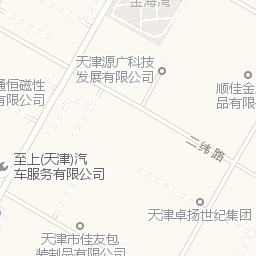 金海湾
天津源广科技
发展有限公司
通恒磁性
有限公司
顺佳金
品有限公
二纬路
至上(天津)汽
车服务有限公司
天津卓扬世纪集团
天津市佳友包
装制品有限公司